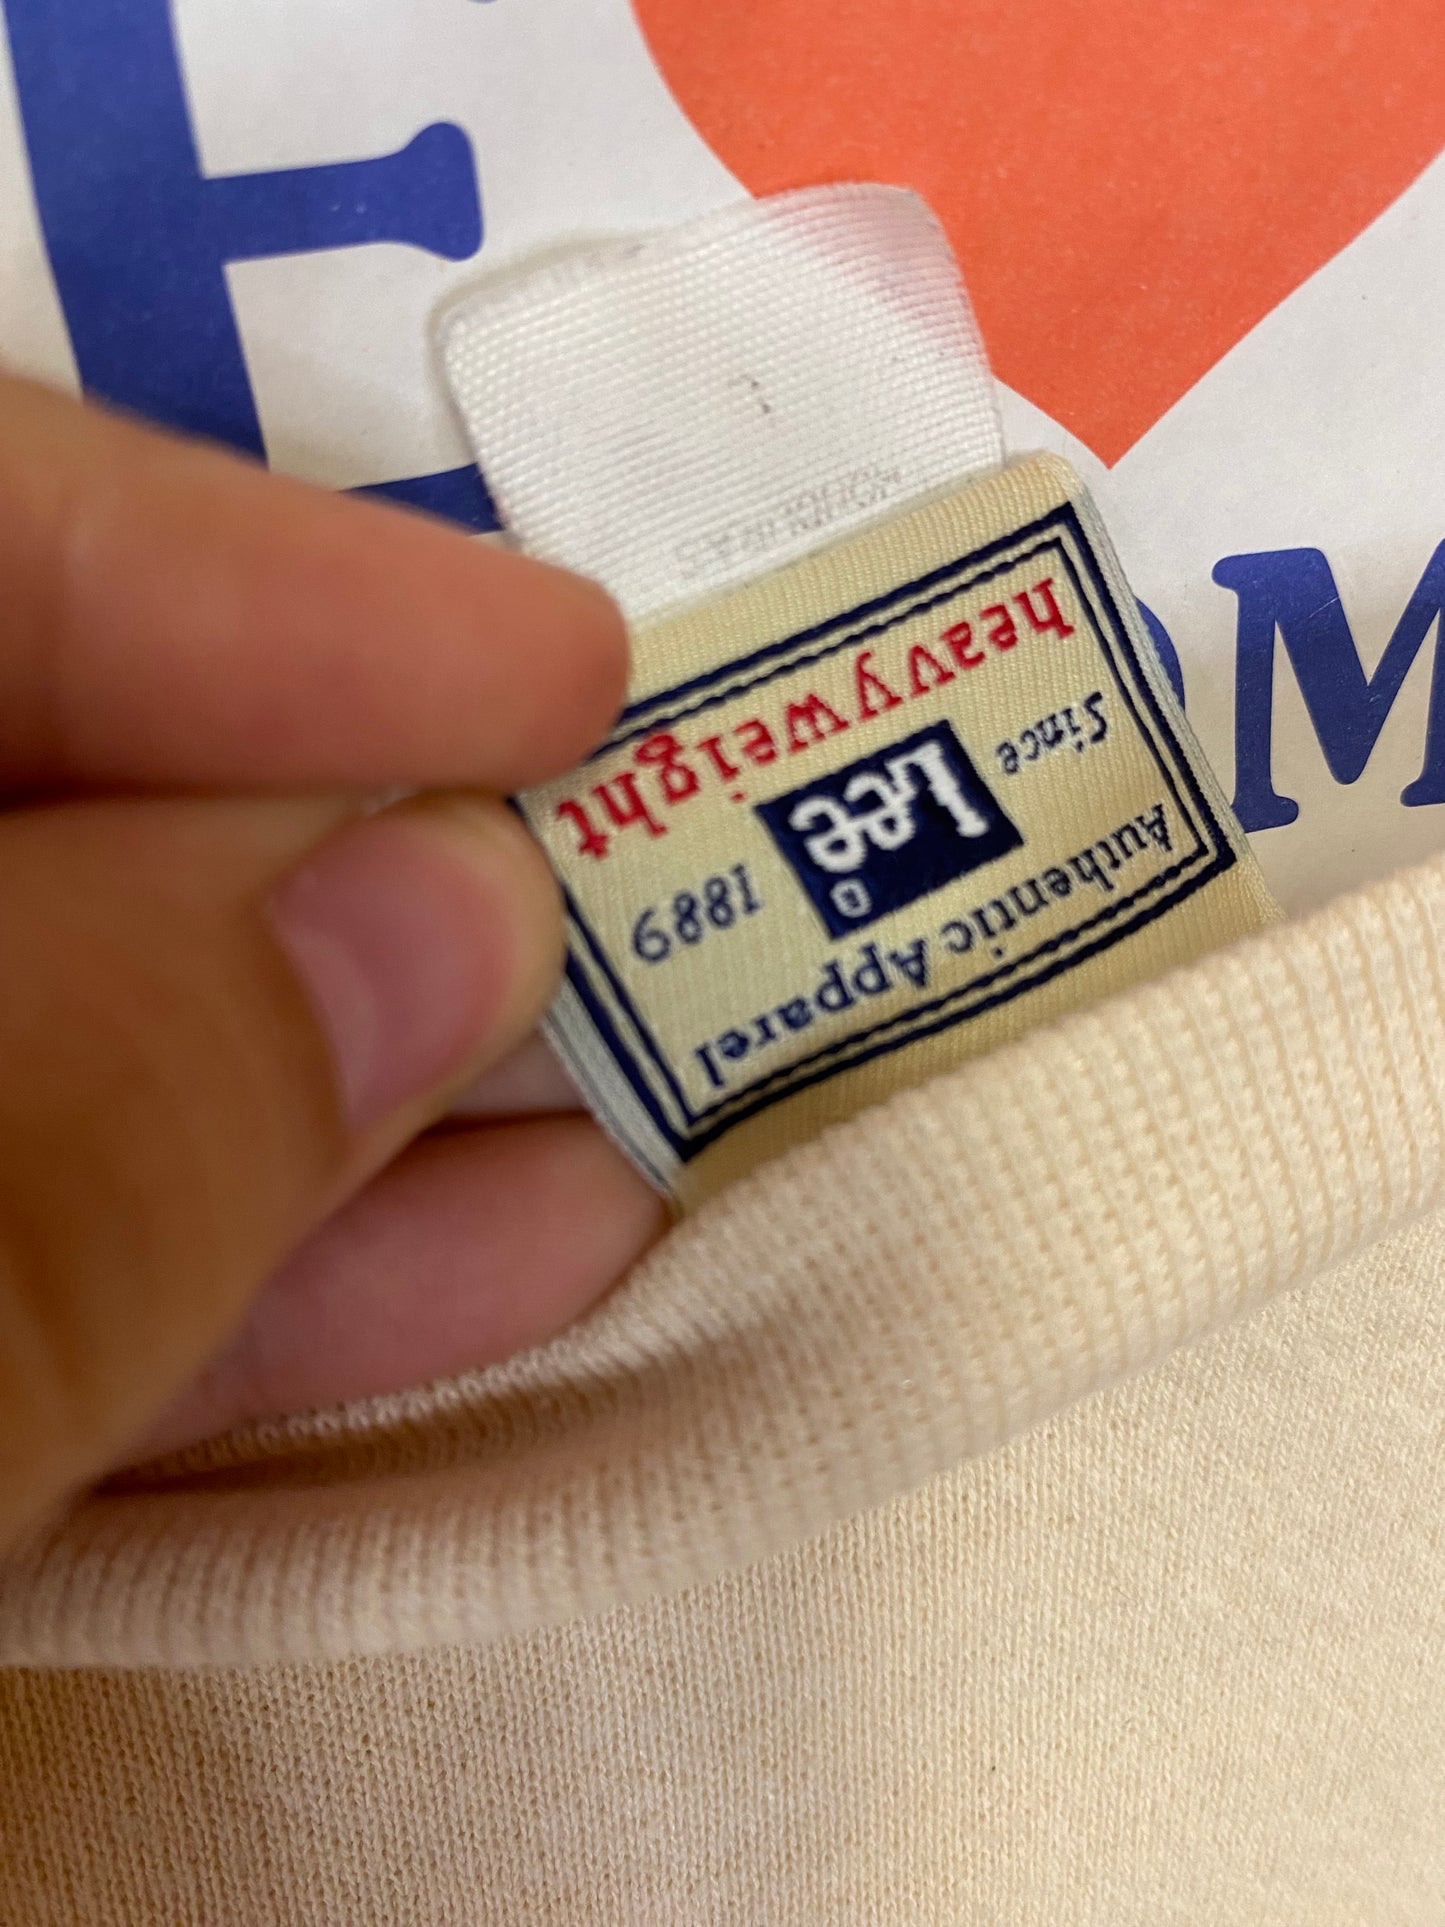 heavyweight
Since Lee 1889
Authentic Apparel
L
M